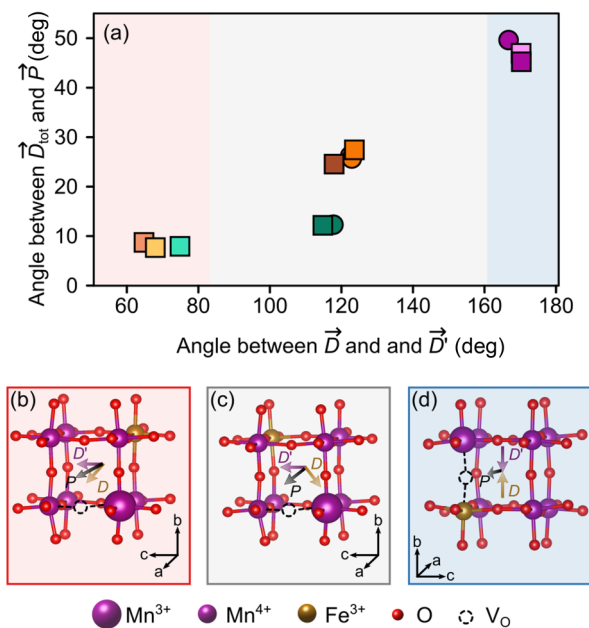 (a)
Angle between D⃗tot and P⃗ (deg)
50
40
30
20
10
0
60 80 100 120 140 160 180
Angle between D⃗ and and D⃗' (deg)
(b) (c) (d)
D' P D b c a
D' D P b c a
D' P D b a c
Mn3+ Mn4+ Fe3+ O VO